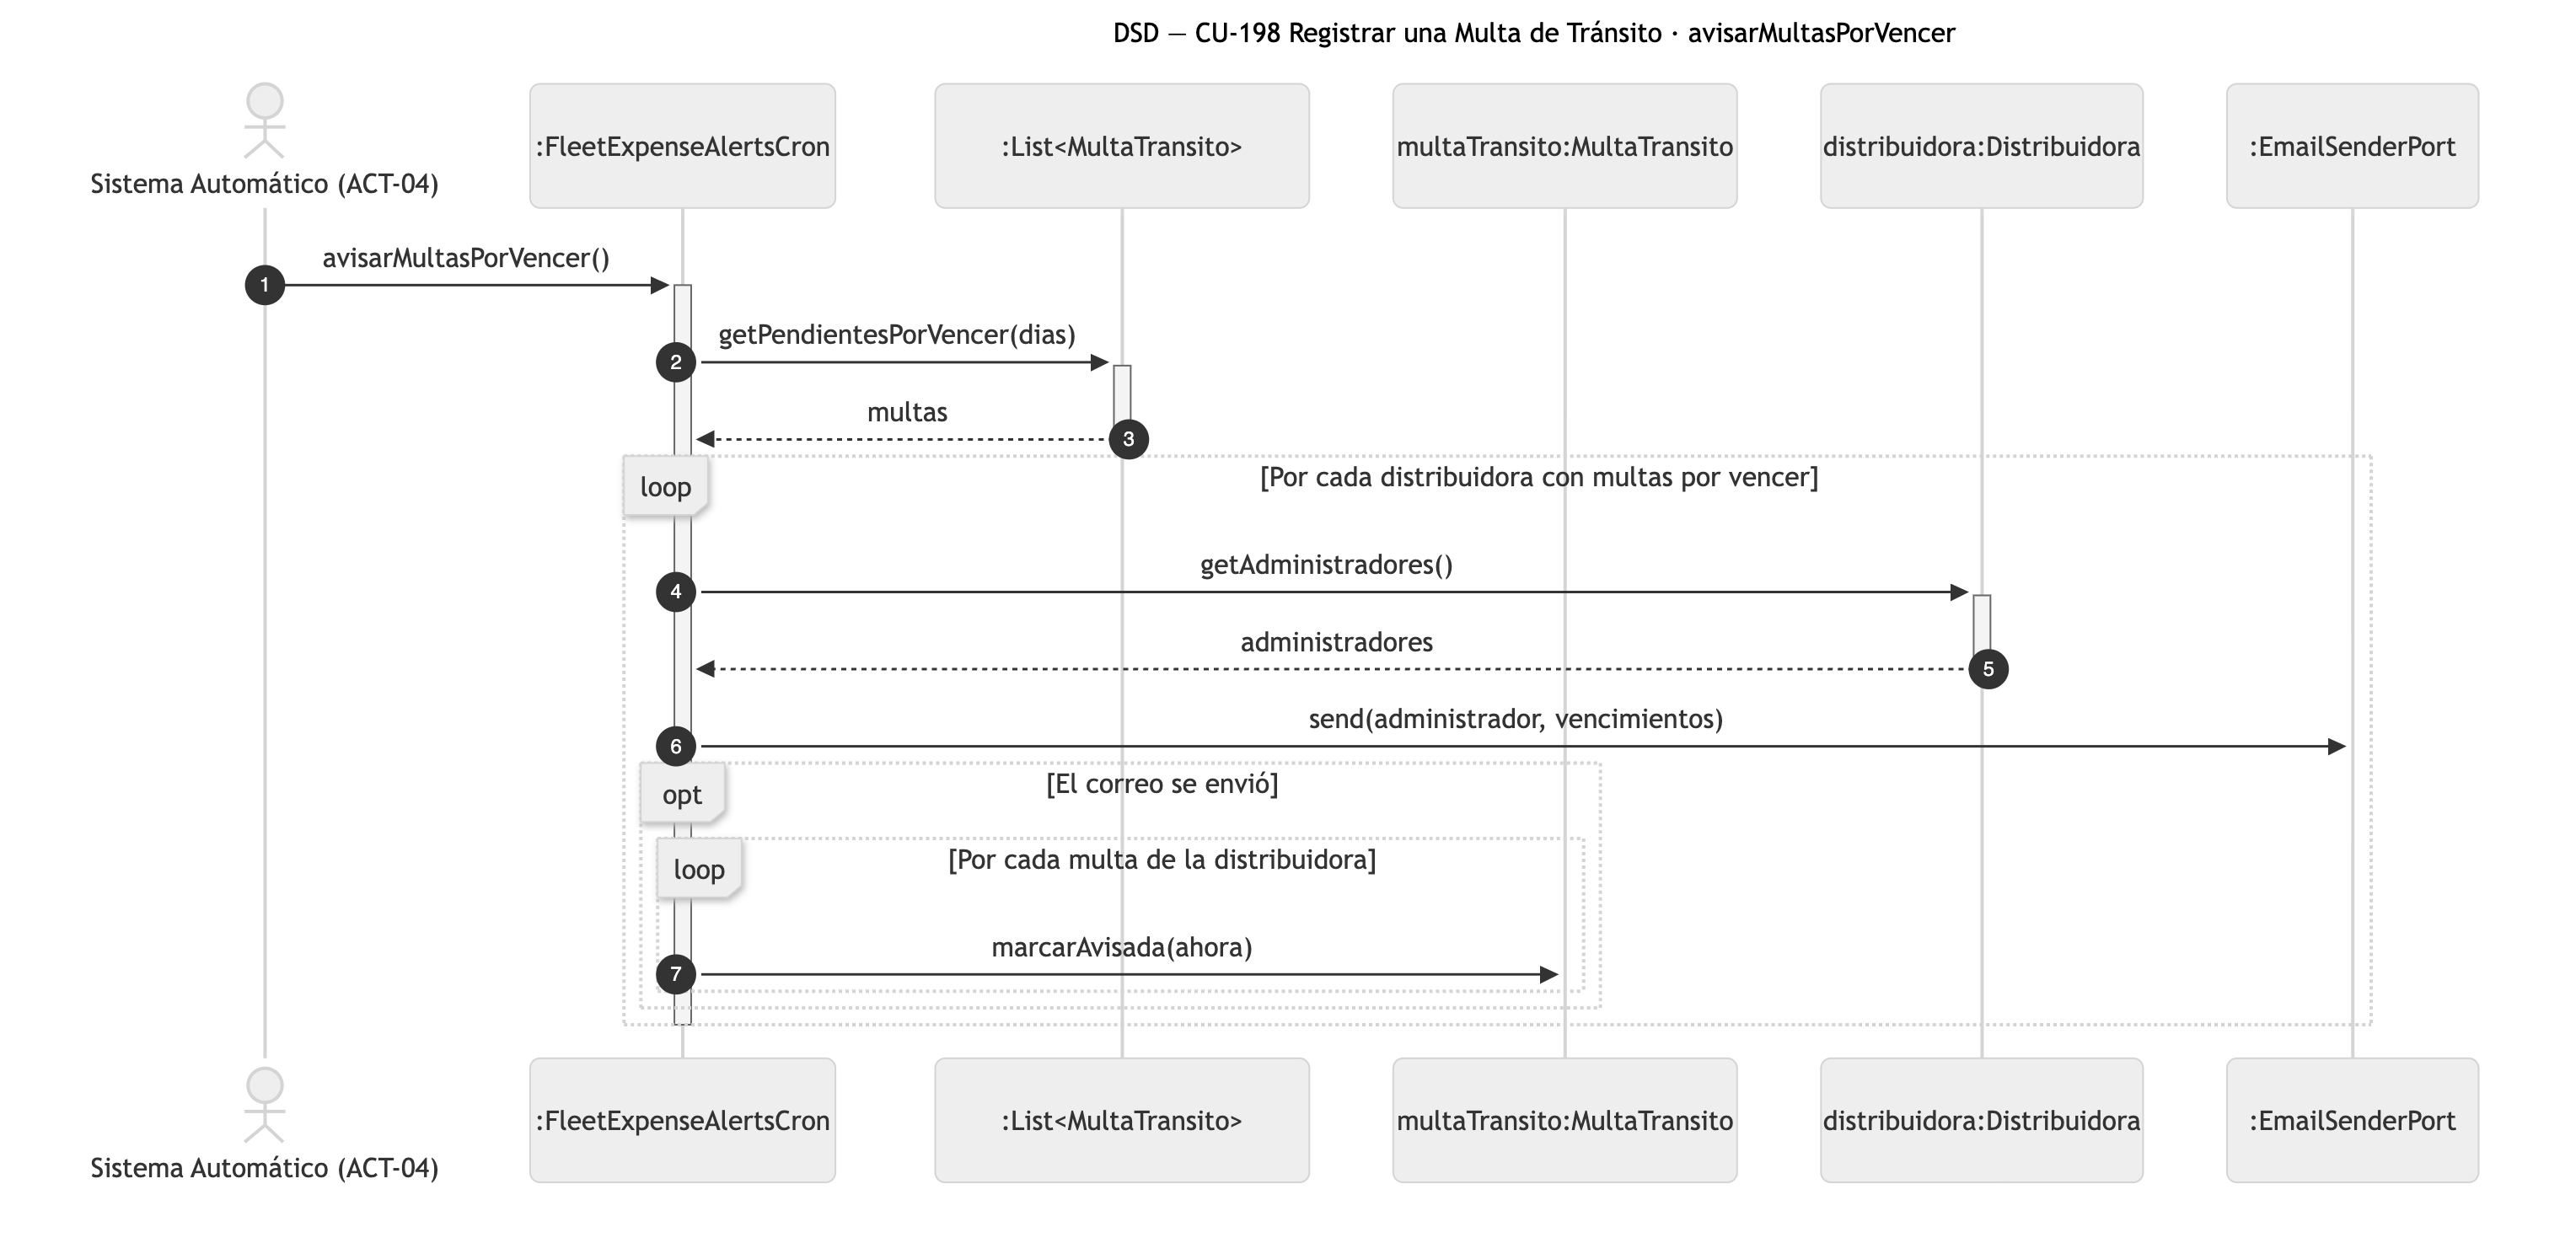 DSD — CU-198 Registrar una Multa de Tránsito · avisarMultasPorVencer
Sistema Automático (ACT-04)
:FleetExpenseAlertsCron
:List<MultaTransito>
multaTransito:MultaTransito
distribuidora:Distribuidora
:EmailSenderPort
avisarMultasPorVencer()
1
getPendientesPorVencer(dias)
2
multas
3
loop
[Por cada distribuidora con multas por vencer]
getAdministradores()
4
administradores
5
send(administrador, vencimientos)
6
opt
[El correo se envió]
loop
[Por cada multa de la distribuidora]
marcarAvisada(ahora)
7
Sistema Automático (ACT-04)
:FleetExpenseAlertsCron
:List<MultaTransito>
multaTransito:MultaTransito
distribuidora:Distribuidora
:EmailSenderPort